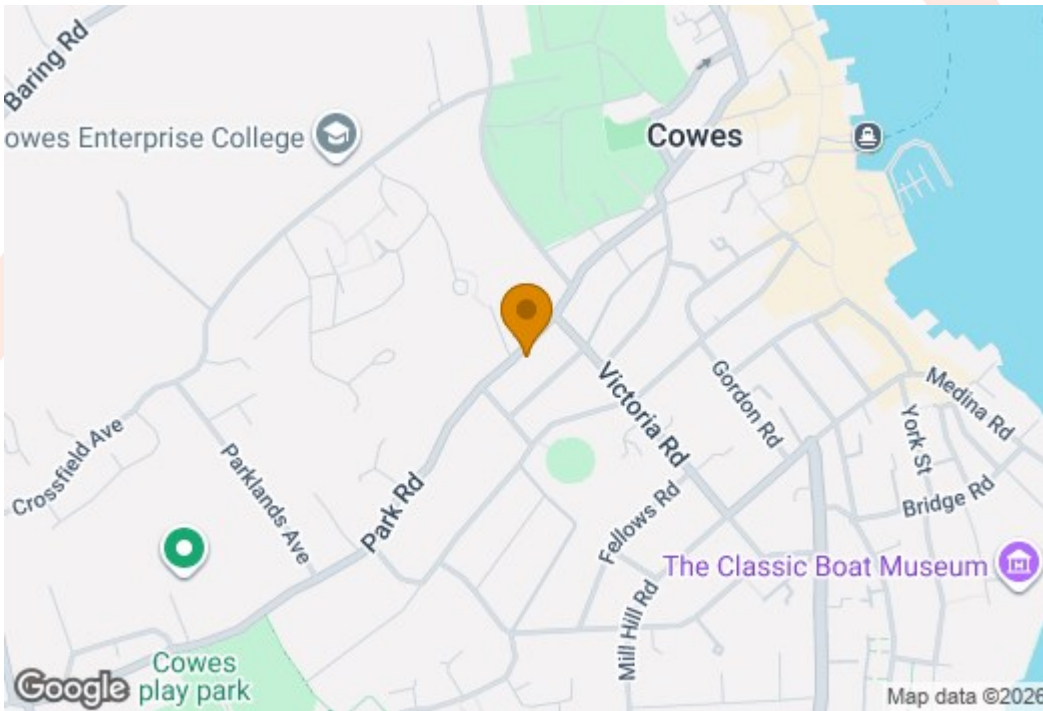 Baring Rd
owes Enterprise College
Cowes
Victoria Rd
Gordon Rd
Medina Rd
York St
Bridge Rd
Crossfield Ave
Parklands Ave
Park Rd
Fellows Rd
The Classic Boat Museum
Mill Hill Rd
Cowes
play park
Google
Map data ©2026